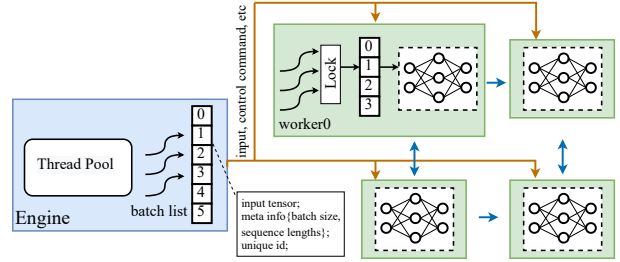 input, control command, etc
Lock
0
1
2
3
worker0
Thread Pool
0
1
2
3
4
5
batch list
Engine
input tensor;
meta info{batch size,
sequence lengths};
unique id;